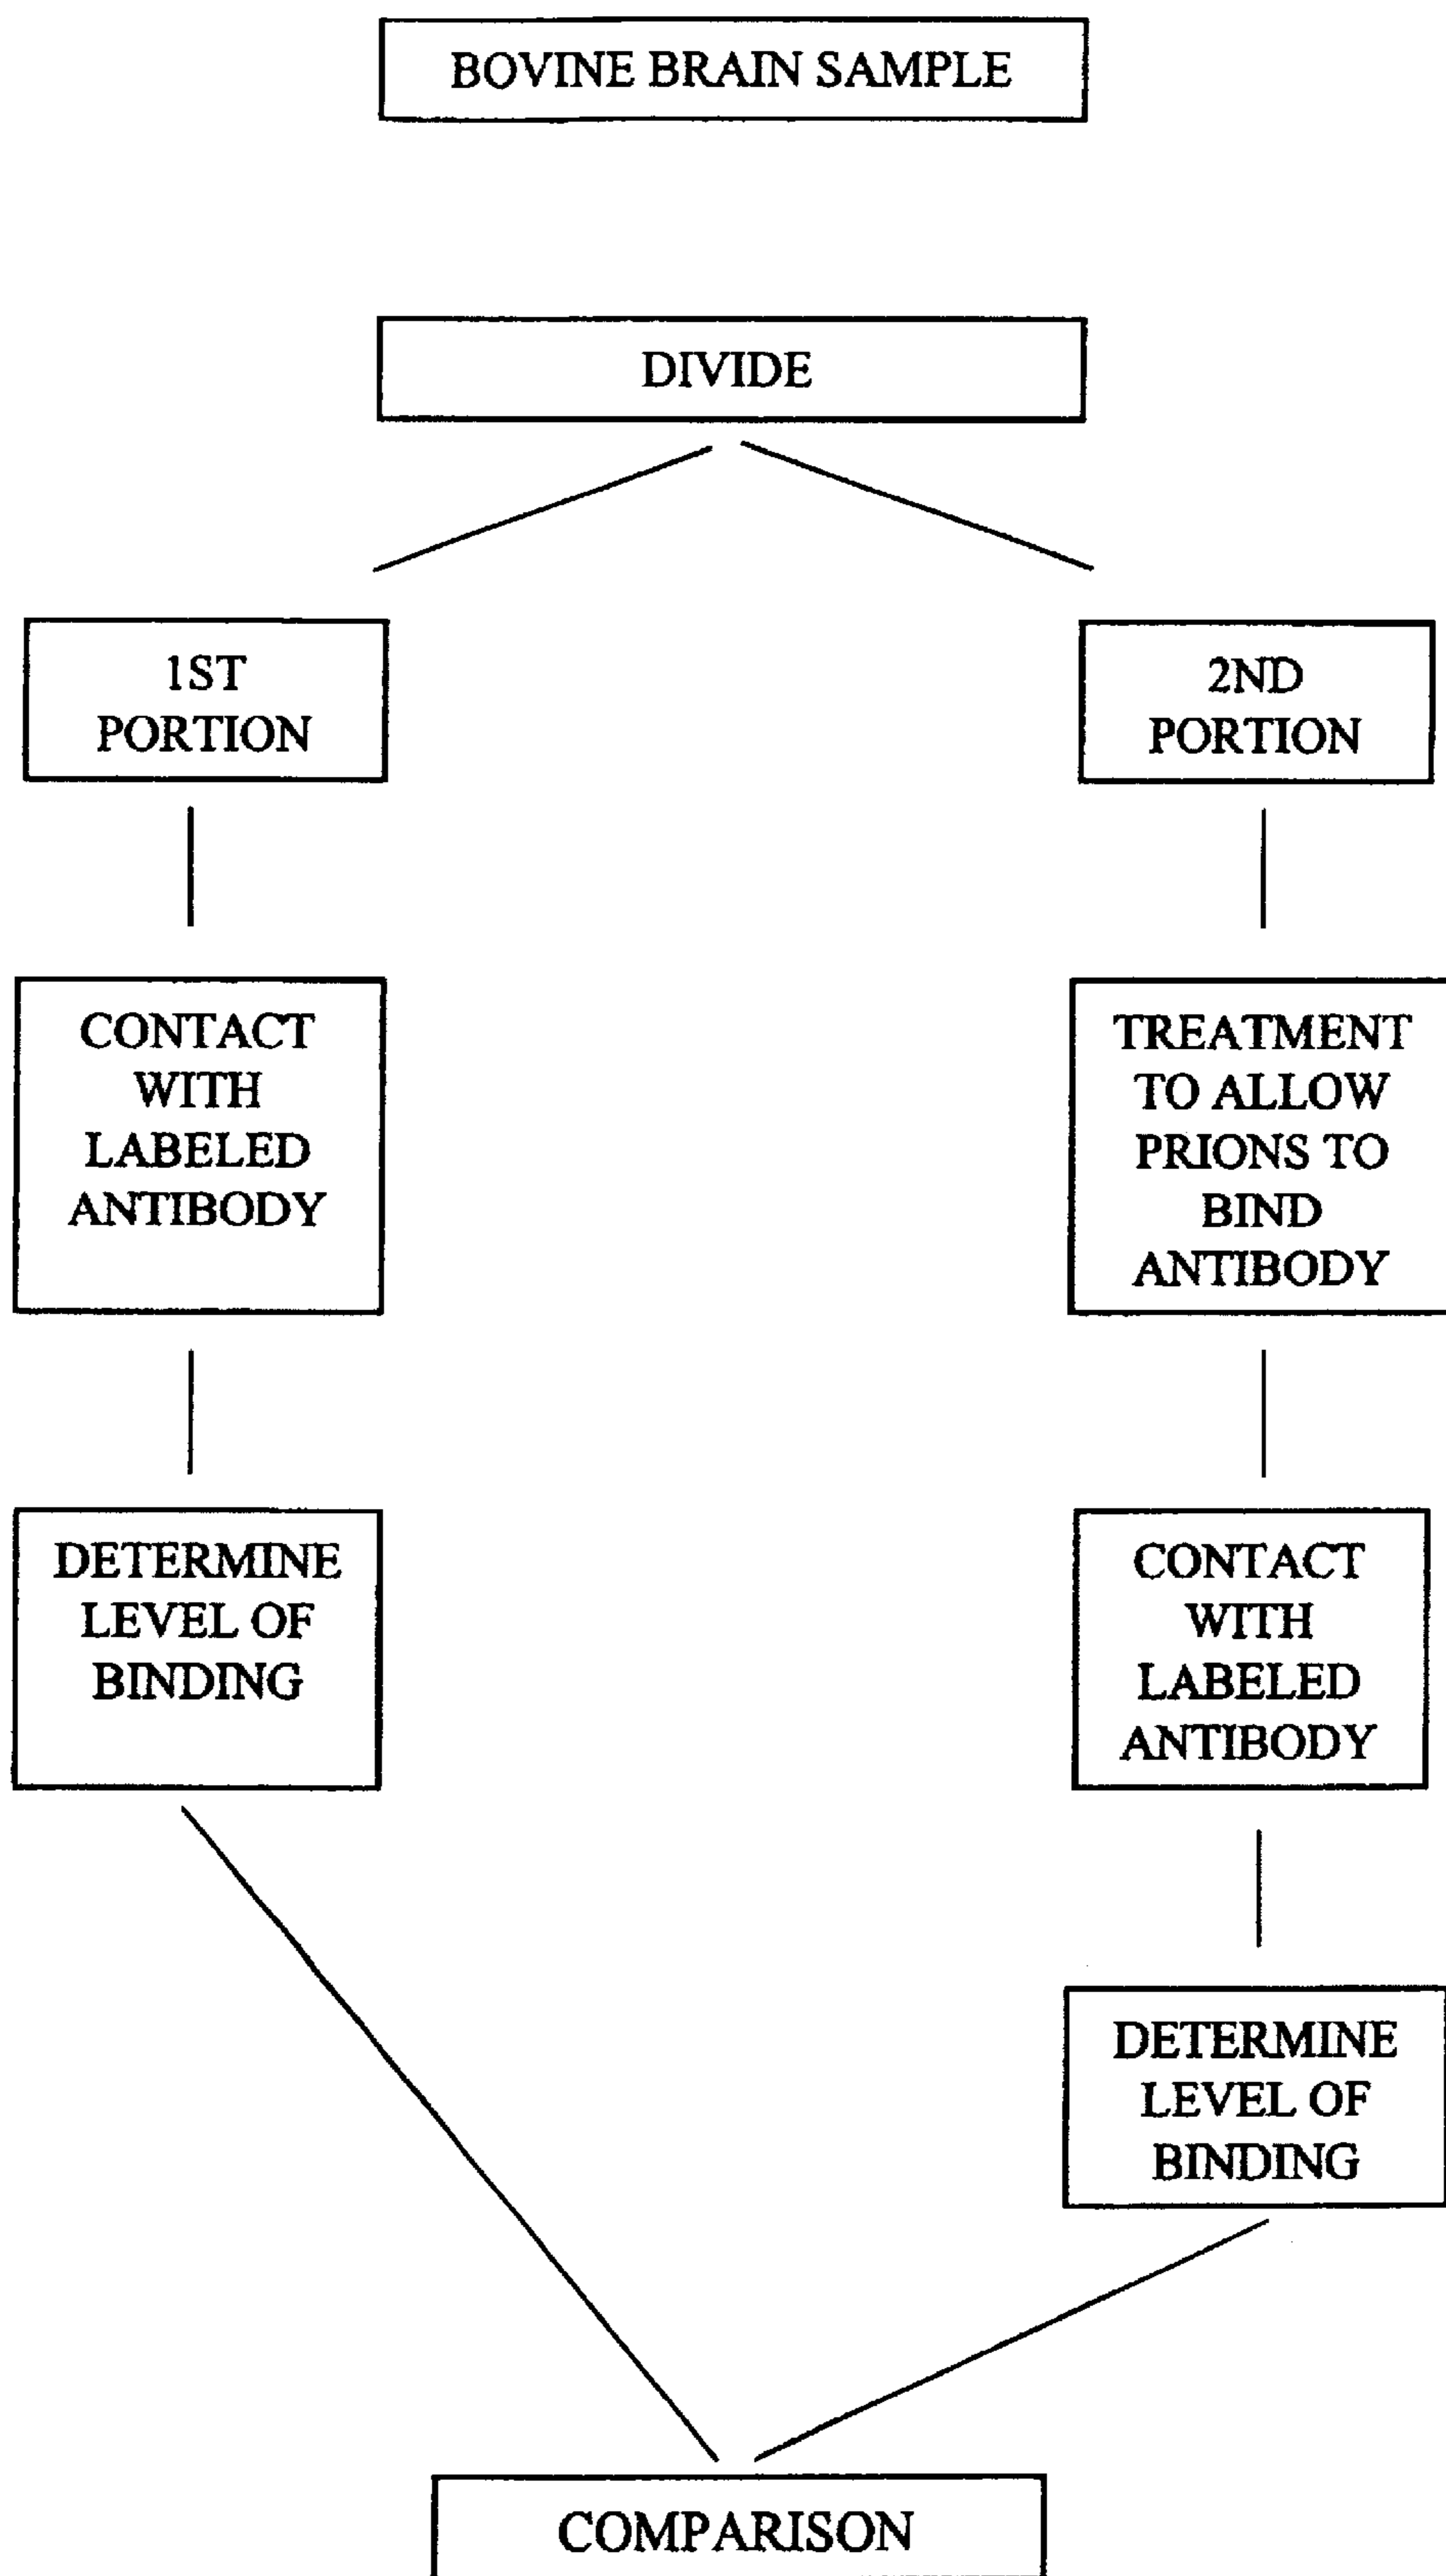 BOVINE BRAIN SAMPLE
DIVIDE
1ST
PORTION
CONTACT
WITH
LABELED
ANTIBODY
DETERMINE
LEVEL OF
BINDING
2ND
PORTION
TREATMENT
TO ALLOW
PRIONS TO
BIND
ANTIBODY
CONTACT
WITH
LABELED
ANTIBODY
DETERMINE
LEVEL OF
BINDING
COMPARISON